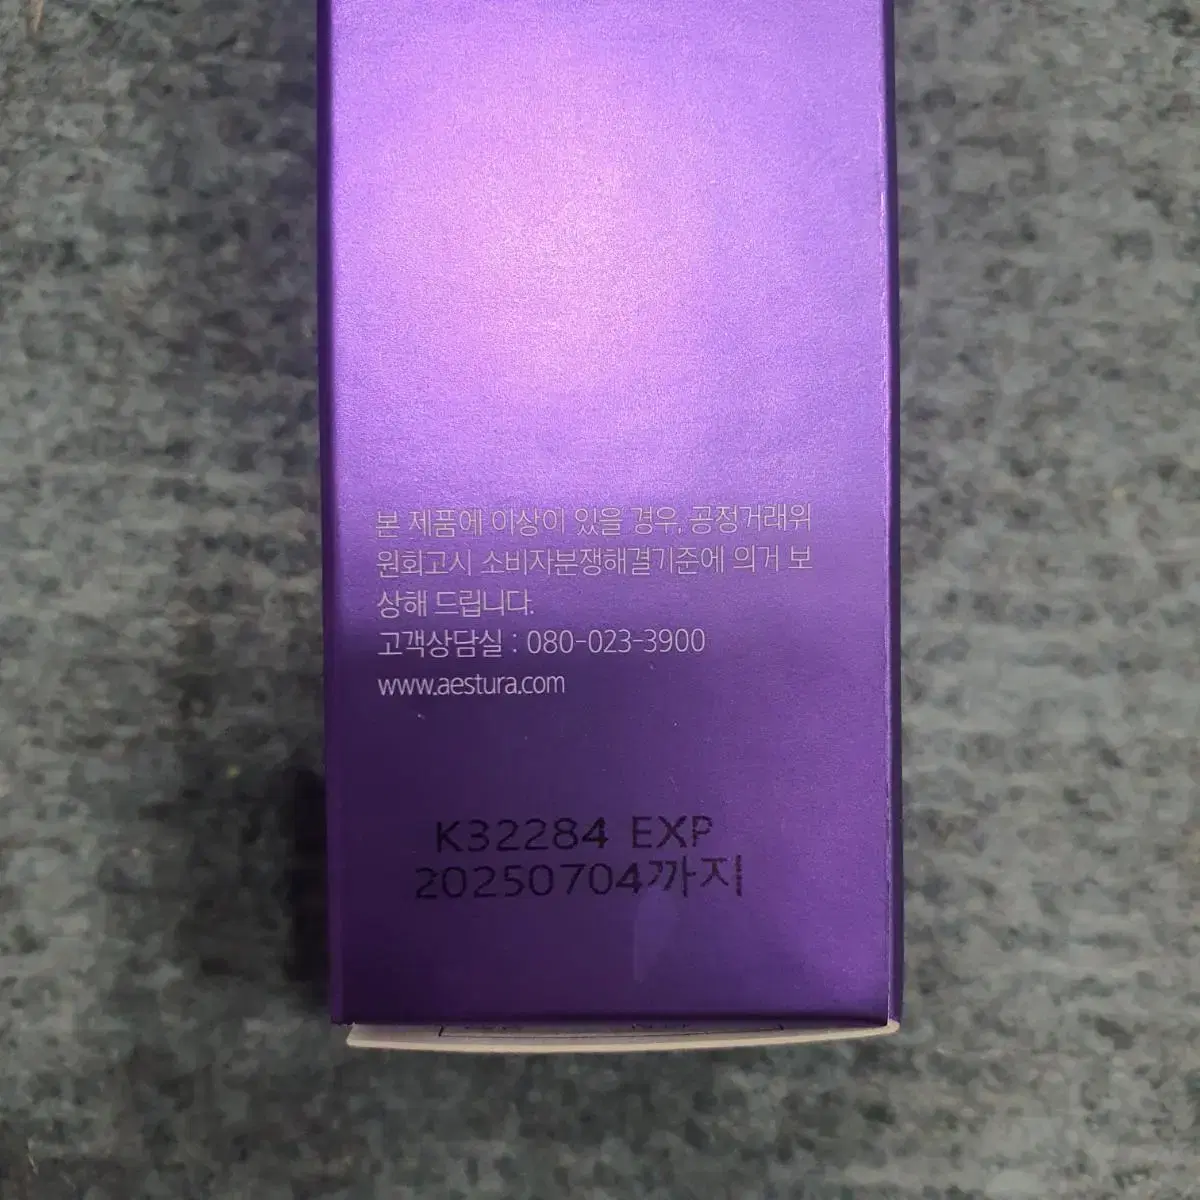 본 제품에 이상이 있을 경우, 공정거래위
원회고시 소비자분쟁해결기준에 의거 보
상해 드립니다.
고객상담실 : 080-023-3900
www.aestura.com
K32284 EXP
20250704까지